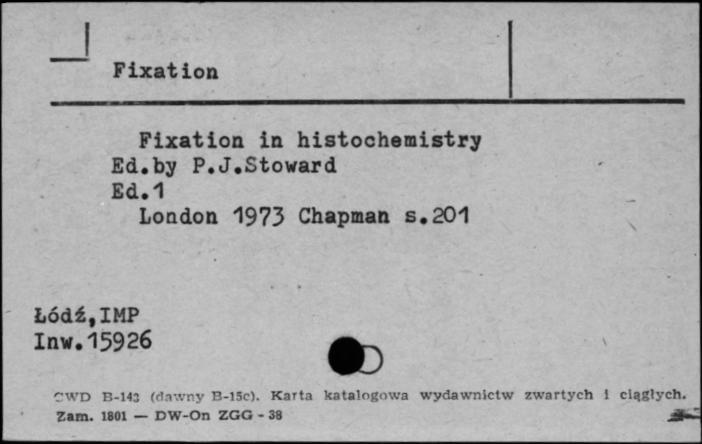 Fixation
Fixation in histochemistry
Ed.by P.J.Stoward
Ed.1
London 1973 Chapman s.201
Łódź,IMP
Inw.15926
CWD B-143 (dawny B-15c). Karta katalogowa wydawnictw zwartych i ciągłych.
Zam. 1801 — DW-On ZGG - 38